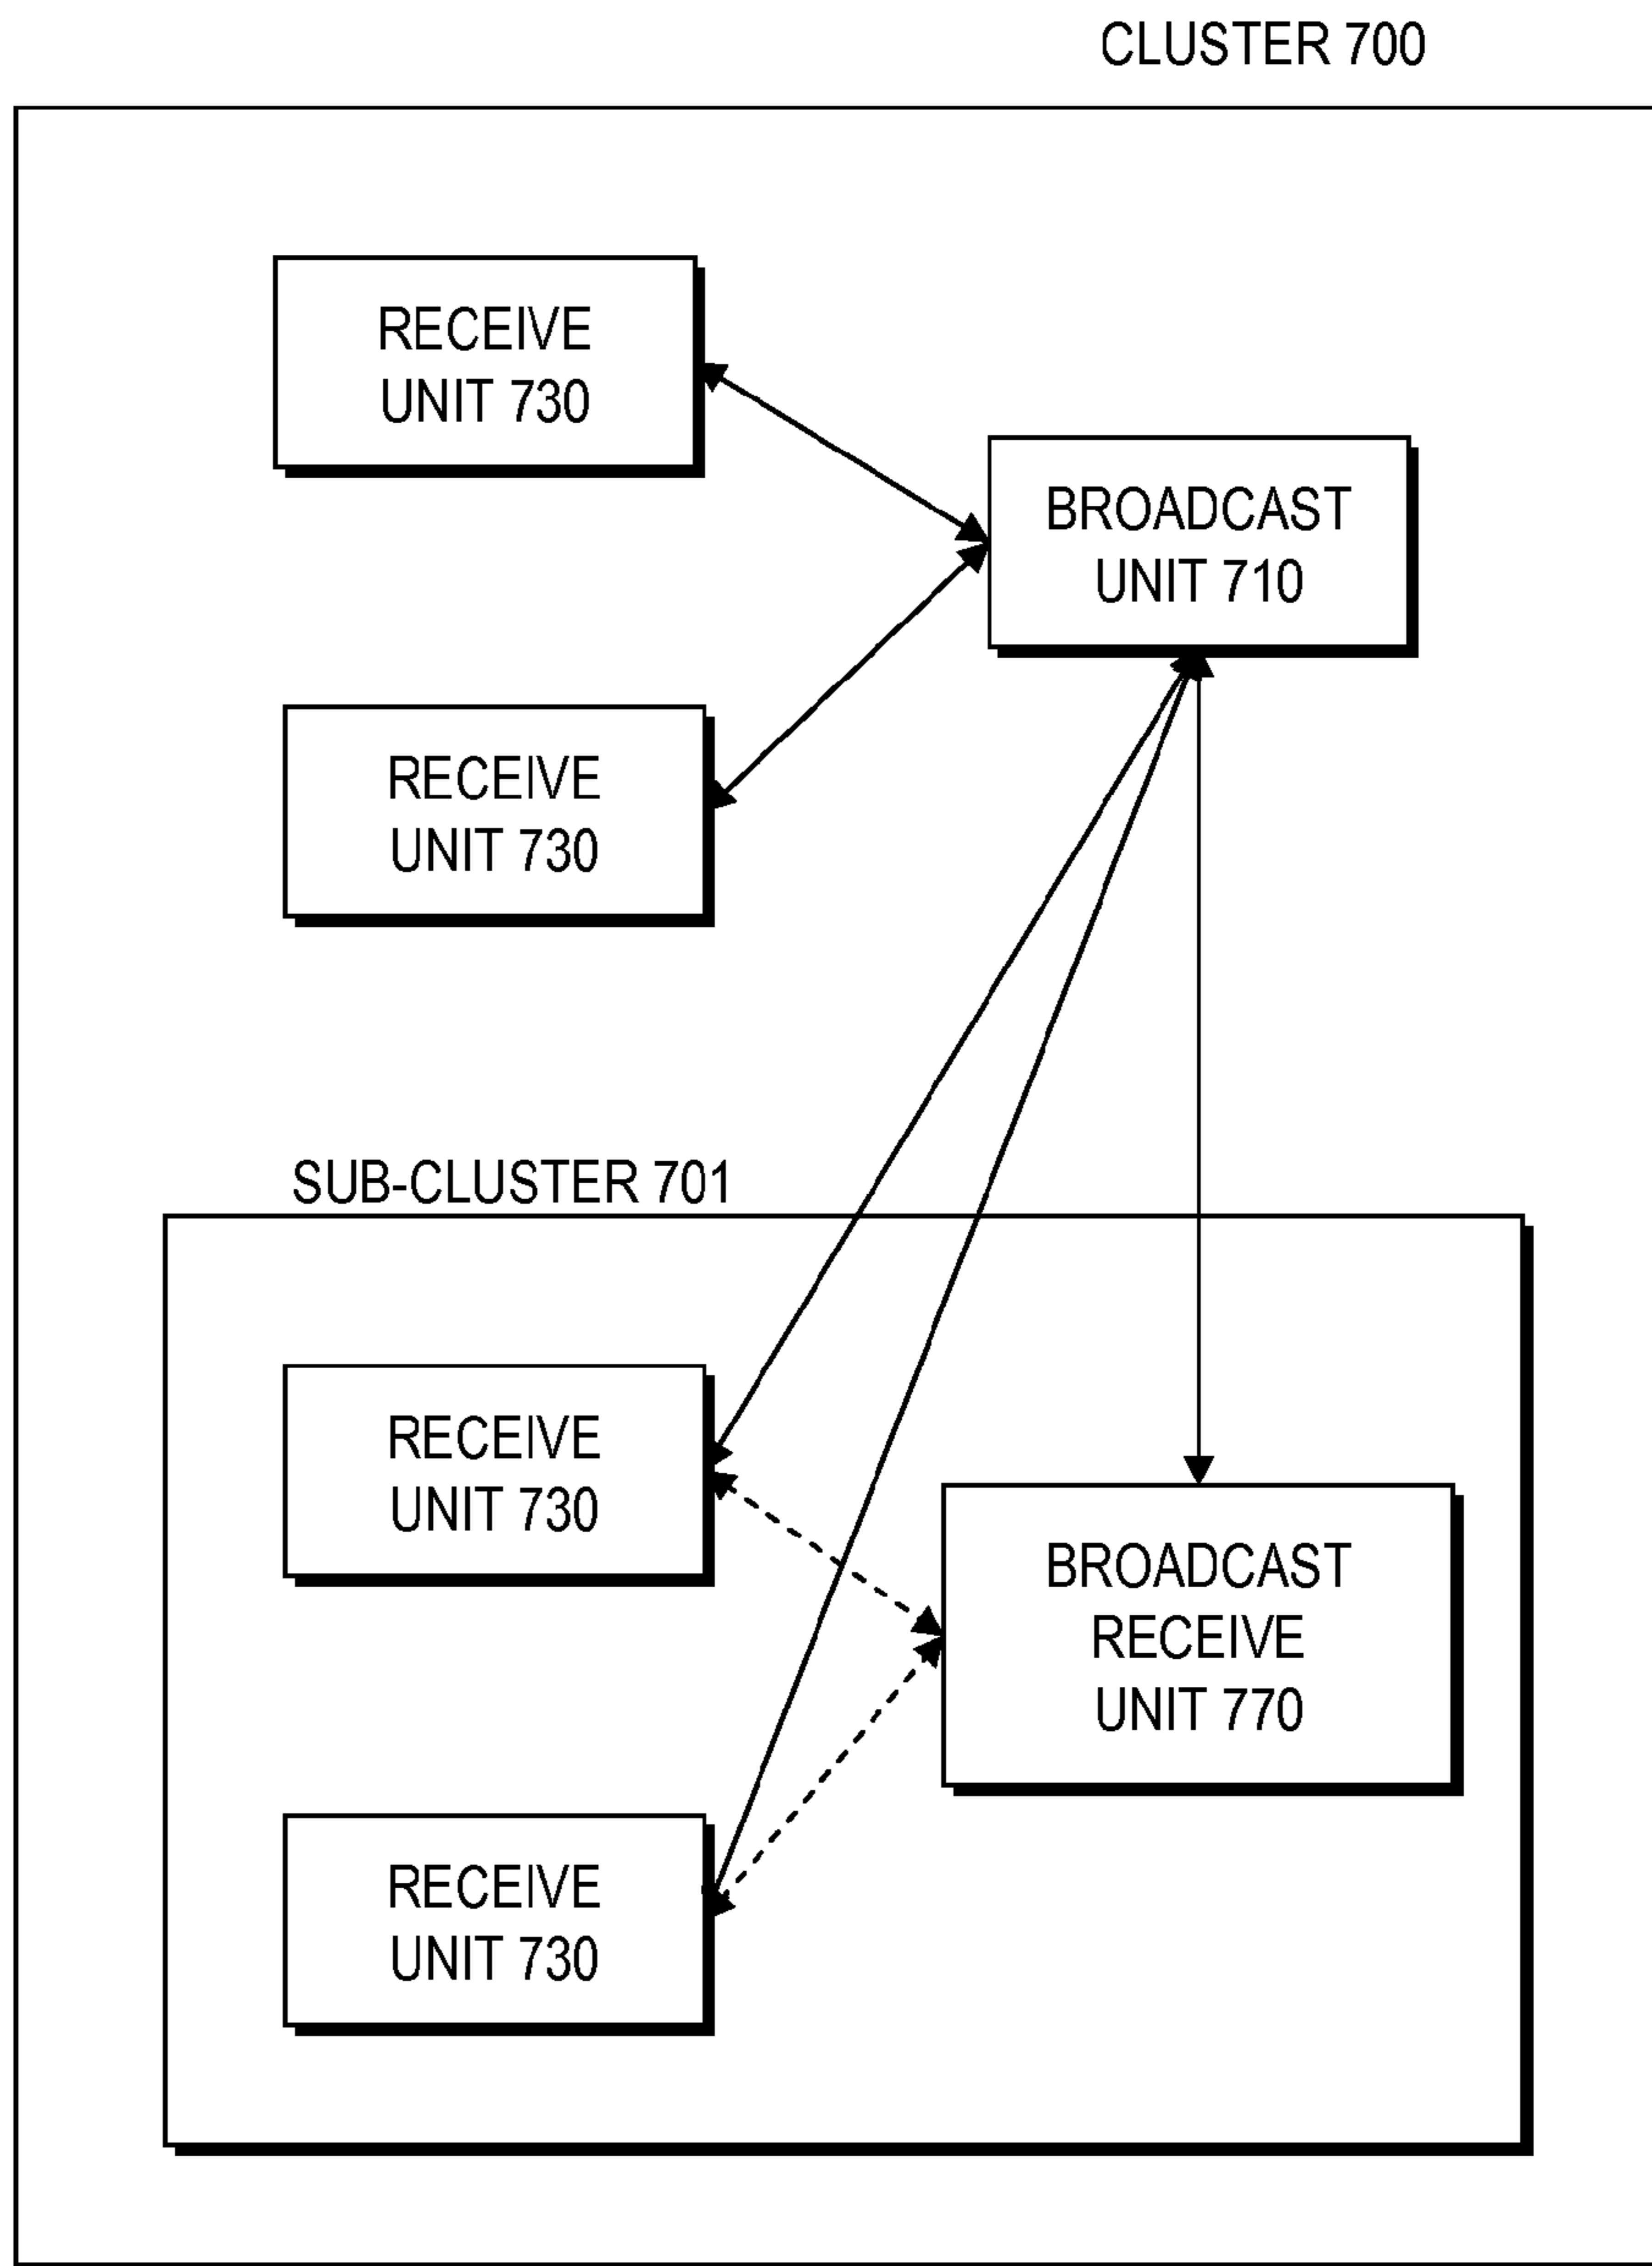 CLUSTER 700
RECEIVE
UNIT 730
BROADCAST
UNIT 710
RECEIVE
UNIT 730
SUB-CLUSTER 701
RECEIVE
UNIT 730
BROADCAST
RECEIVE
UNIT 770
RECEIVE
UNIT 730